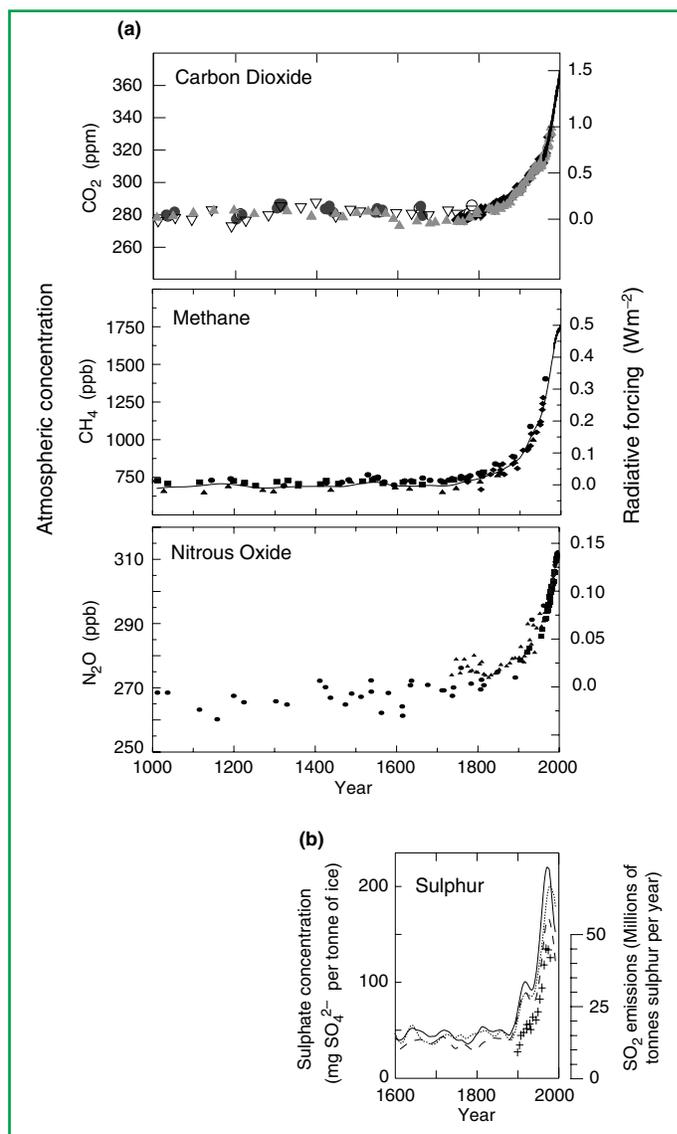 (a)
Carbon Dioxide
360
340
320
300
280
260
CO2 (ppm)
1.5
1.0
0.5
0.0
Methane
1750
1500
1250
1000
750
CH4 (ppb)
0.5
0.4
0.3
0.2
0.1
0.0
Atmospheric concentration
Radiative forcing (Wm−2)
Nitrous Oxide
310
290
270
250
N2O (ppb)
0.15
0.10
0.05
0.0
1000 1200 1400 1600 1800 2000
Year
(b)
Sulphur
200
100
0
Sulphate concentration
(mg SO4 2− per tonne of ice)
50
25
0
SO2 emissions (Millions of
tonnes sulphur per year)
1600 1800 2000
Year